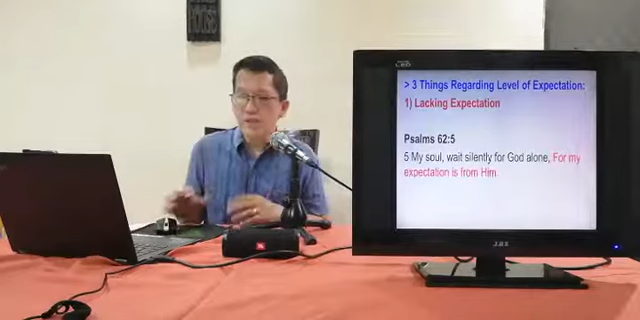 > 3 Things Regarding Level of Expectation:
1) Lacking Expectation
Psalms 62:5
5 My soul, wait silently for God alone, For my
expectation is from Him.
JBL